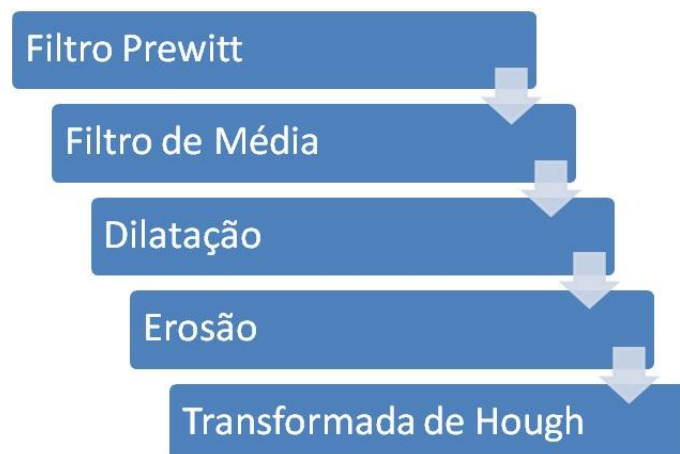 Filtro Prewitt
Filtro de Média
Dilatação
Erosão
Transformada de Hough